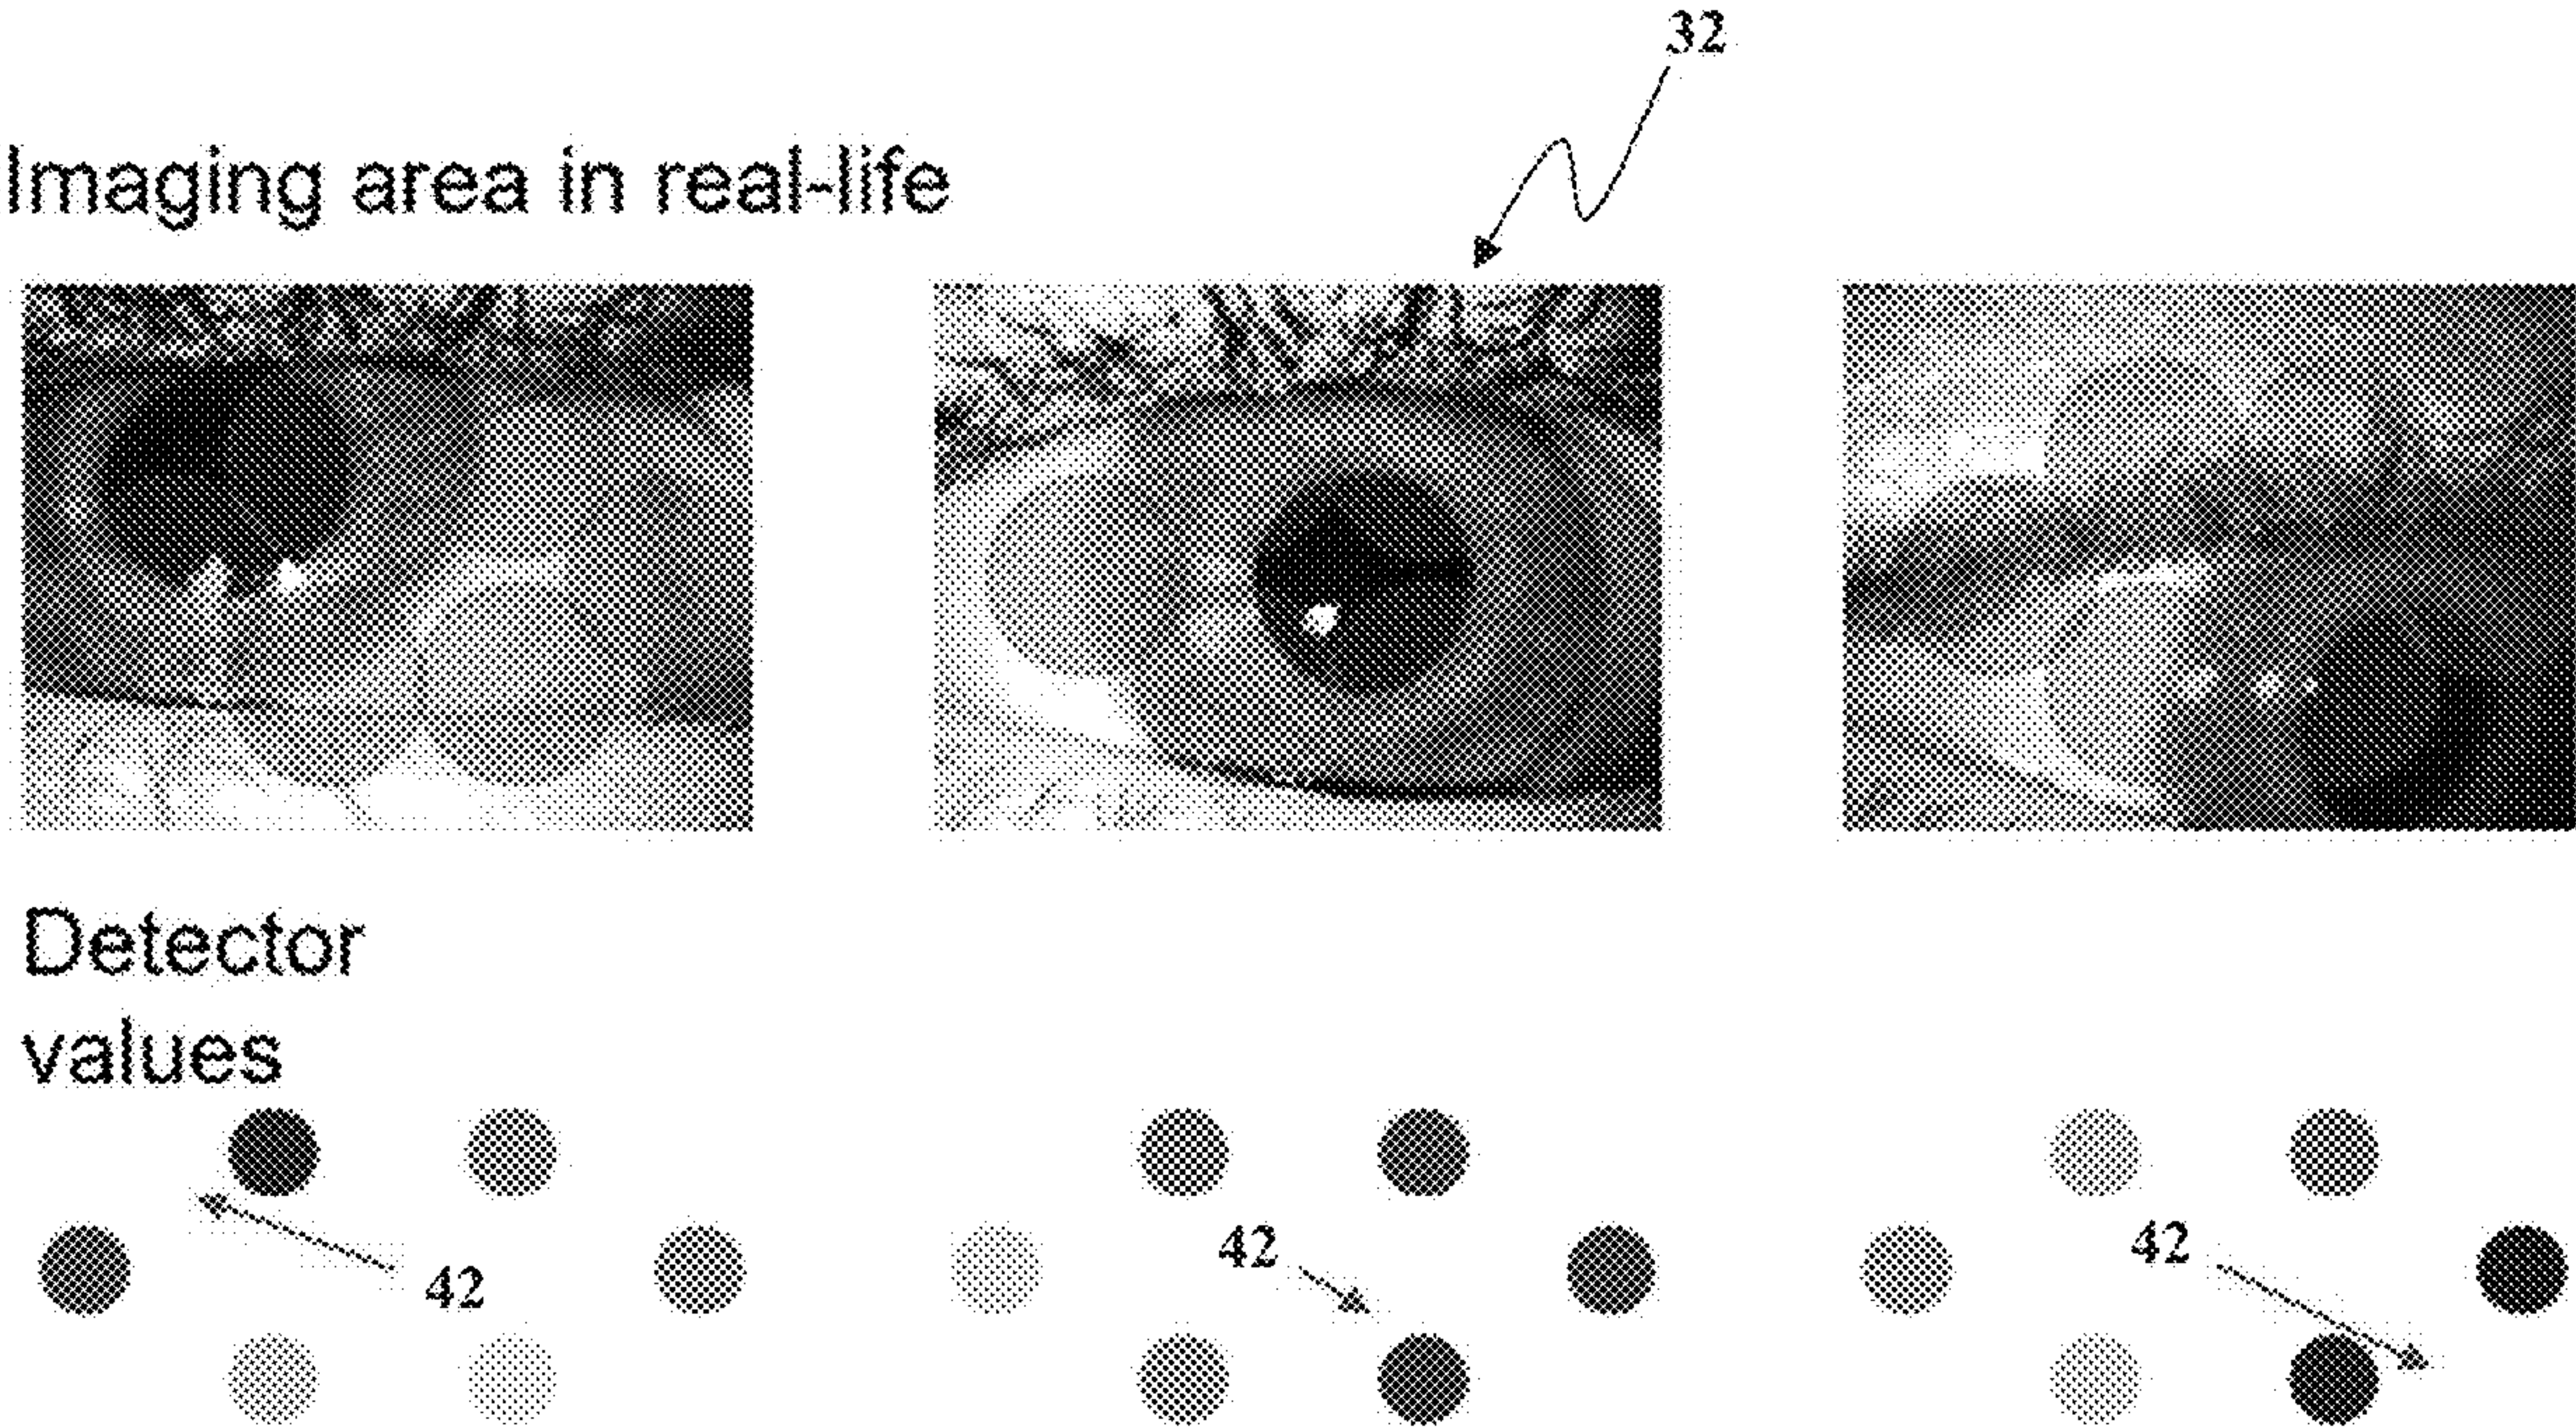 32
Imaging area in real-life
Detector
values
42
42
42